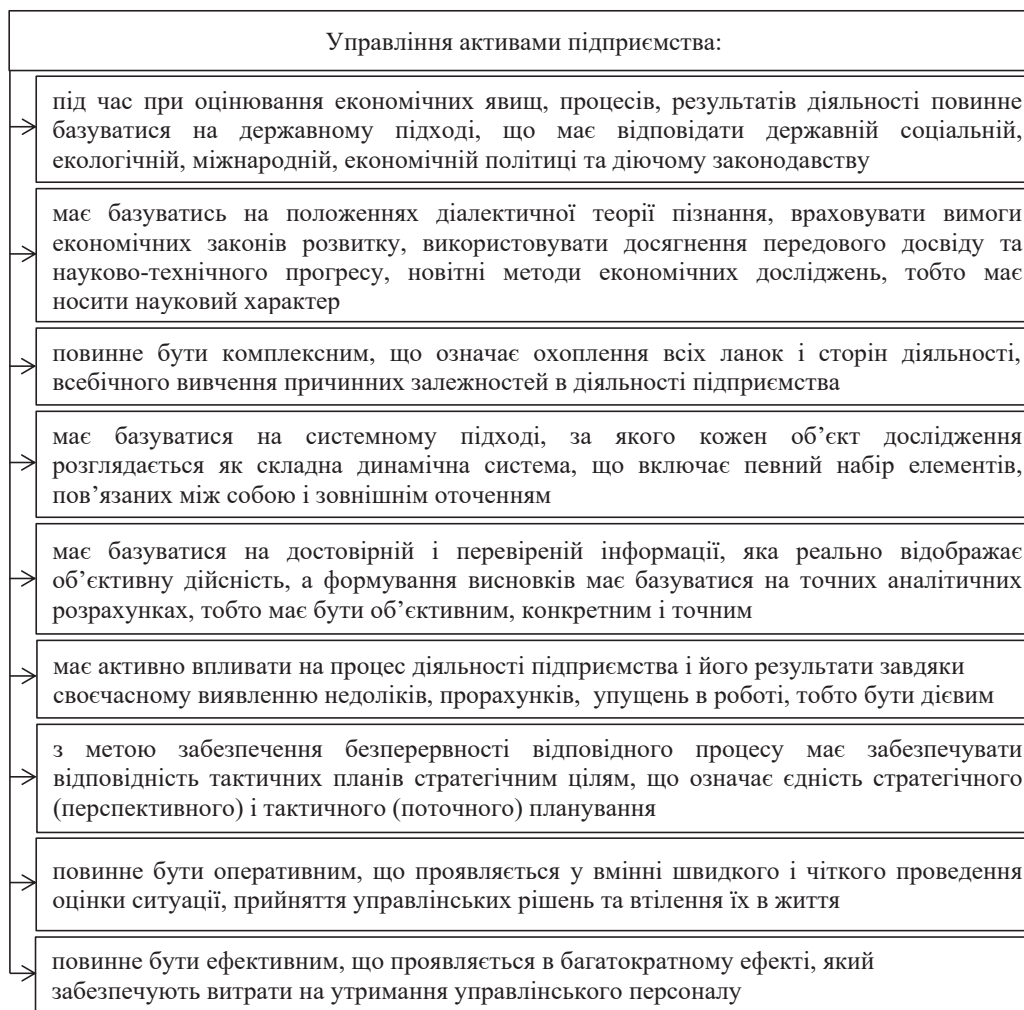 Управління активами підприємства:
під час при оцінювання економічних явищ, процесів, результатів діяльності повинне
базуватися на державному підході, що має відповідати державній соціальній,
екологічній, міжнародній, економічній політиці та діючому законодавству
має базуватись на положеннях діалектичної теорії пізнання, враховувати вимоги
економічних законів розвитку, використовувати досягнення передового досвіду та
науково-технічного прогресу, новітні методи економічних досліджень, тобто має
носити науковий характер
повинне бути комплексним, що означає охоплення всіх ланок і сторін діяльності,
всебічного вивчення причинних залежностей в діяльності підприємства
має базуватися на системному підході, за якого кожен об’єкт дослідження
розглядається як складна динамічна система, що включає певний набір елементів,
пов’язаних між собою і зовнішнім оточенням
має базуватися на достовірній і перевіреній інформації, яка реально відображає
об’єктивну дійсність, а формування висновків має базуватися на точних аналітичних
розрахунках, тобто має бути об’єктивним, конкретним і точним
має активно впливати на процес діяльності підприємства і його результати завдяки
своєчасному виявленню недоліків, прорахунків, упущень в роботі, тобто бути дієвим
з метою забезпечення безперервності відповідного процесу має забезпечувати
відповідність тактичних планів стратегічним цілям, що означає єдність стратегічного
(перспективного) і тактичного (поточного) планування
повинне бути оперативним, що проявляється у вмінні швидкого і чіткого проведення
оцінки ситуації, прийняття управлінських рішень та втілення їх в життя
повинне бути ефективним, що проявляється в багатократному ефекті, який
забезпечують витрати на утримання управлінського персоналу